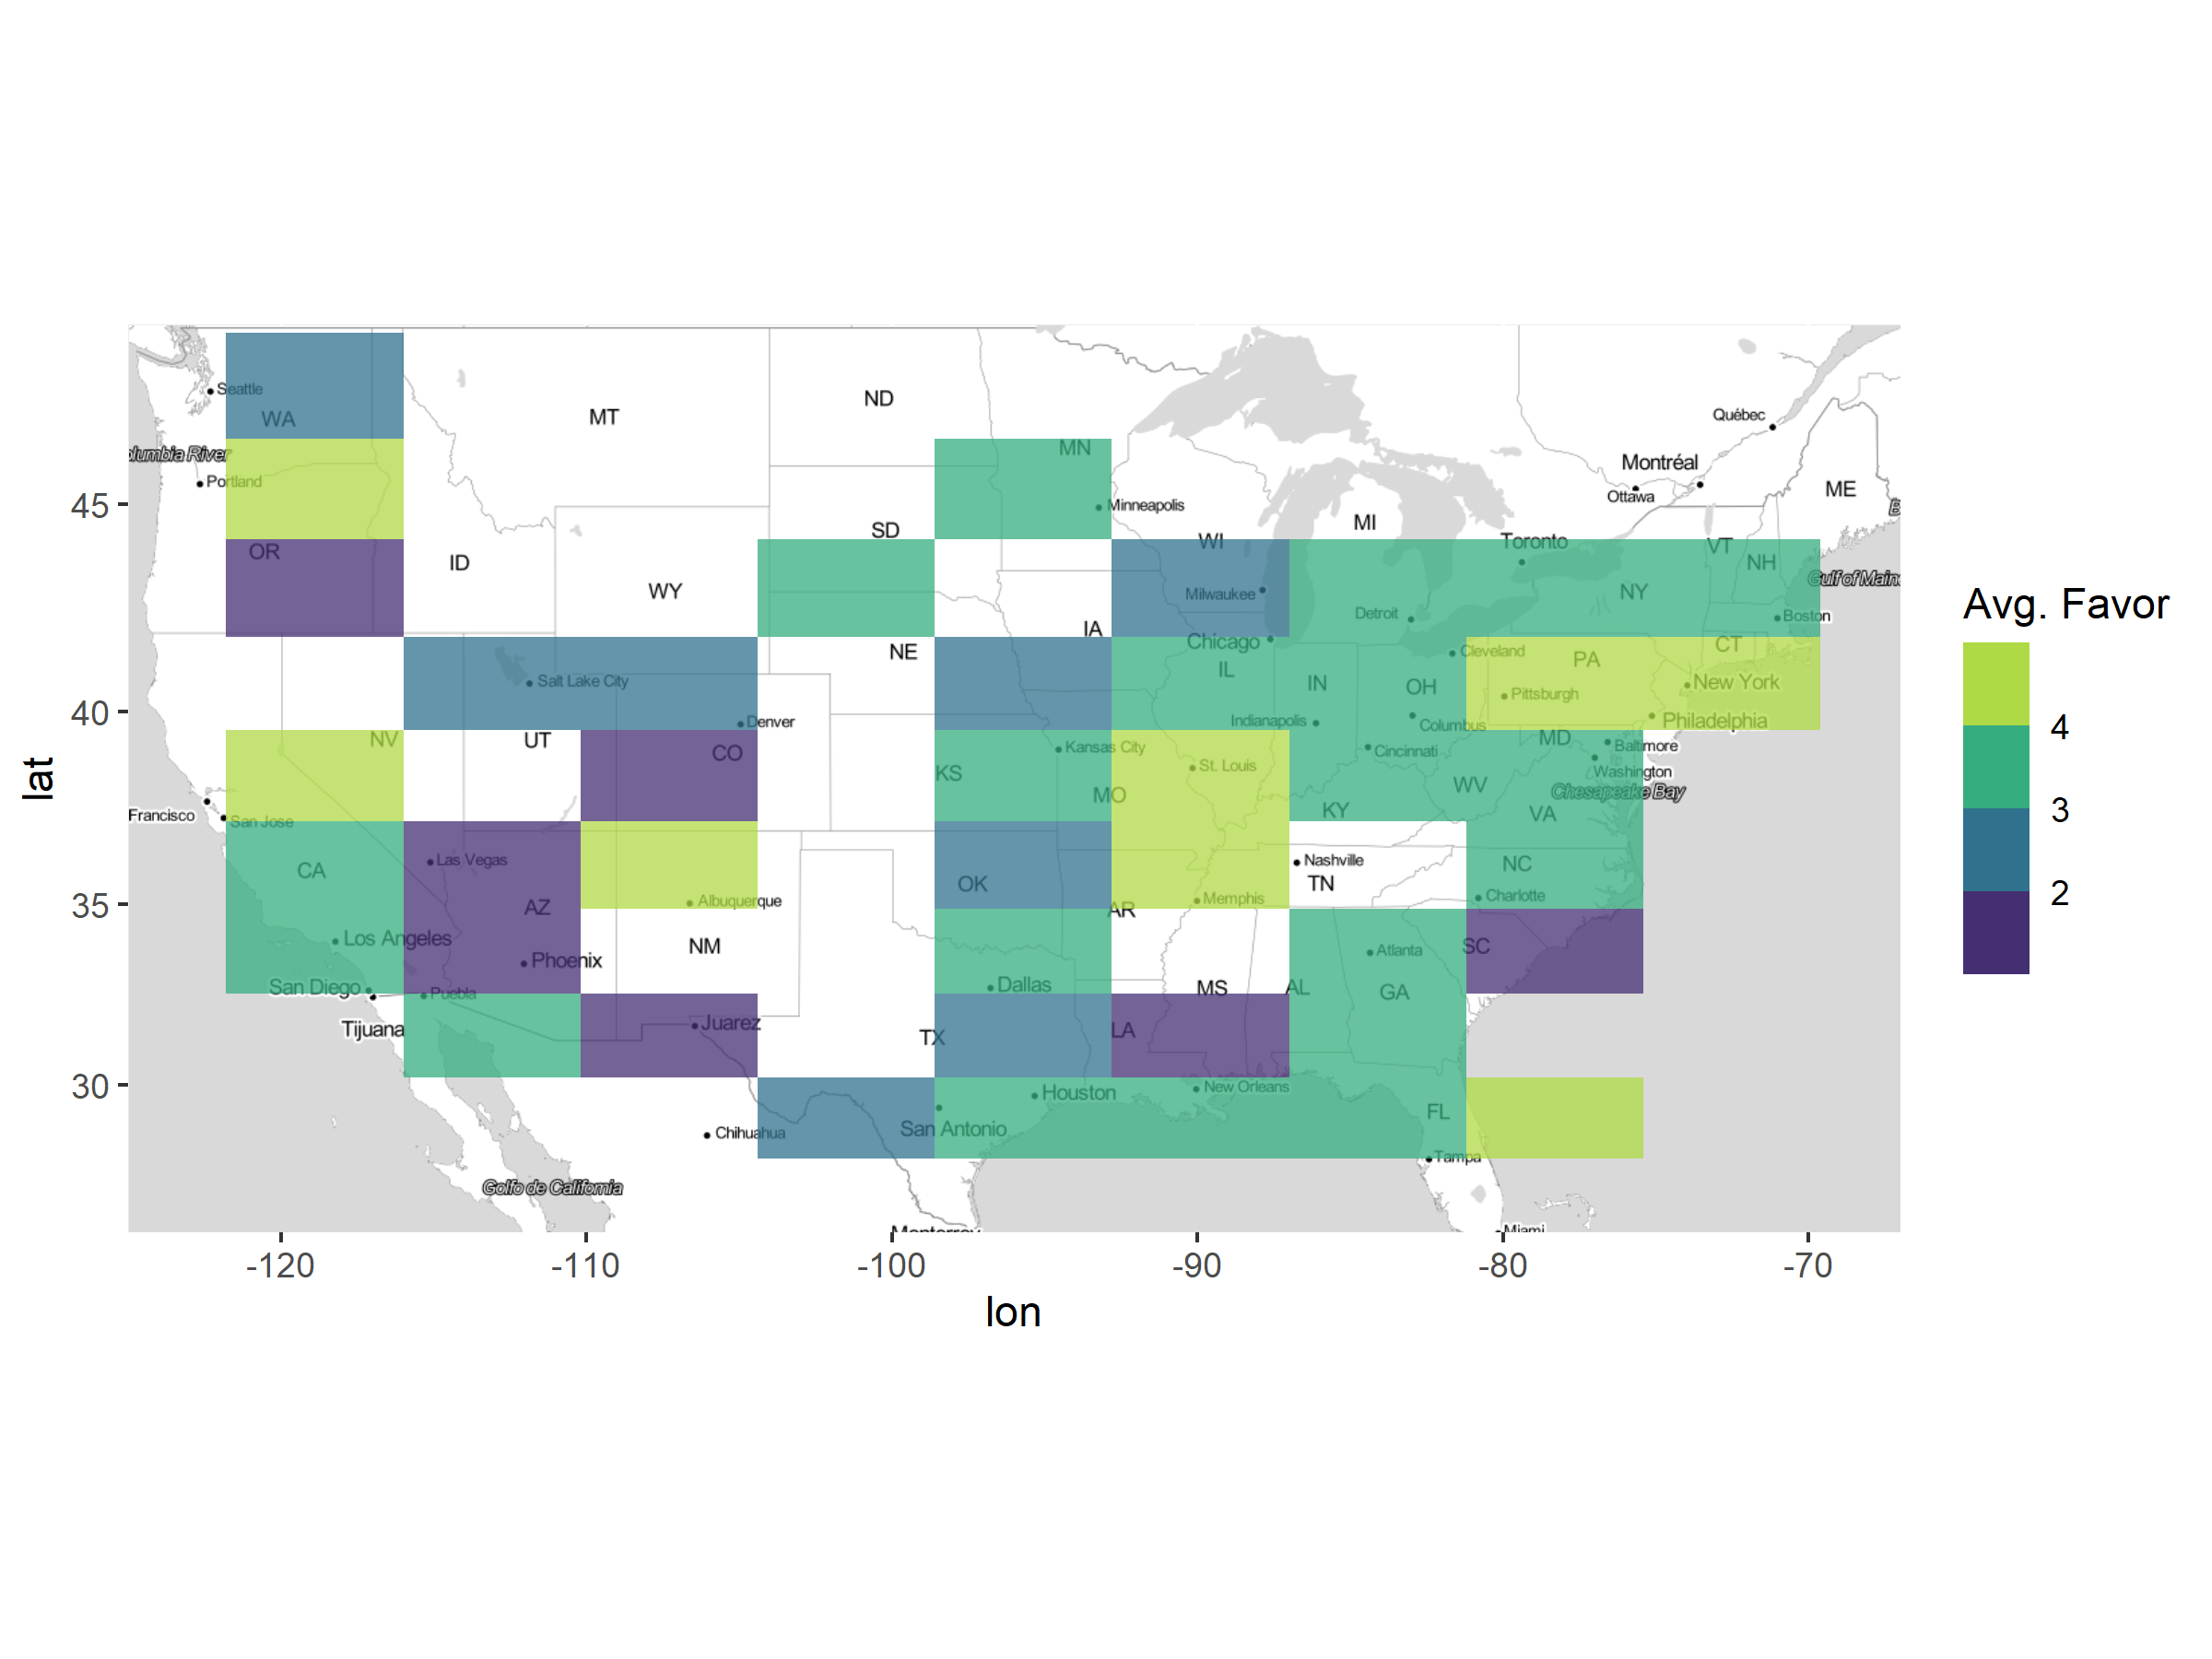 Seattle
WA
MT
ND
MN
Québec
Montréal
Ottawa
ME
lumbia River
Portland
Minneapolis
SD
MI
WI
Toronto
VT
NH
Gulf of Main
OR
ID
WY
Milwaukee
NY
Detroit
Boston
IA
NE
Chicago
Cleveland
CT
PA
IL
Salt Lake City
IN
OH
Pittsburgh
New York
Denver
Indianapolis
Columbus
Philadelphia
NV
UT
CO
Kansas City
Cincinnati
MD
Baltimore
St. Louis
Washington
KS
WV
Chesapeake Bay
MO
KY
VA
Francisco
San Jose
CA
Las Vegas
OK
Nashville
TN
NC
AZ
Albuquerque
AR
Memphis
Charlotte
Los Angeles
Phoenix
NM
Atlanta
SC
San Diego
Puebla
Dallas
MS
AL
GA
Tijuana
Juarez
TX
LA
Houston
New Orleans
San Antonio
FL
Chihuahua
Tampa
Golfo de California
Monterrey
Miami
45
40
35
30
lat
-120
-110
-100
-90
-80
-70
lon
Avg. Favor
4
3
2